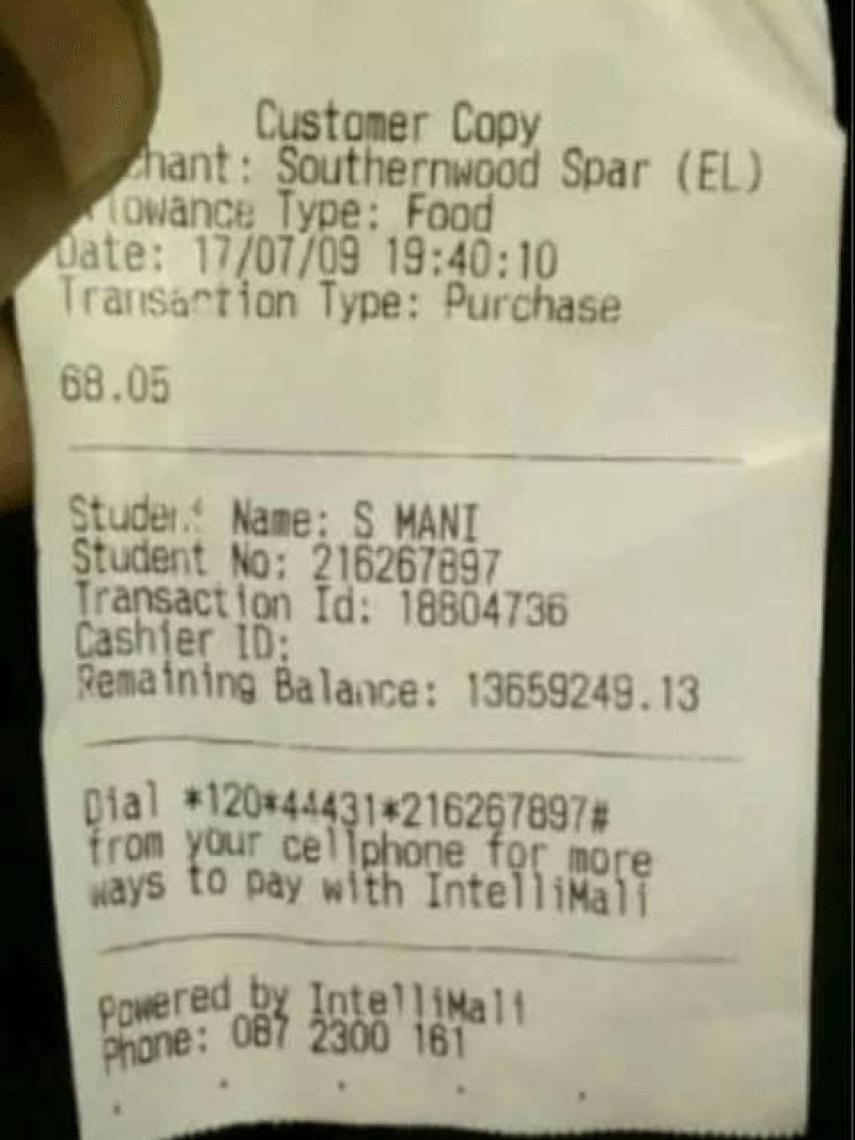 Customer Copy
chant: Southernwood Spar (EL)
lowance Type: Food
Date: 17/07/09 19:40:10
Transaction Type: Purchase
68.05
Student Name: S MANI
Student No: 216267897
Transaction Id: 18804736
Cashier ID:
Remaining Balance: 13659249.13
Dial *120*44431*216267897#
from your cellphone for more
ways to pay with IntelliMali
Powered by IntelliMali
Phone: 087 2300 161